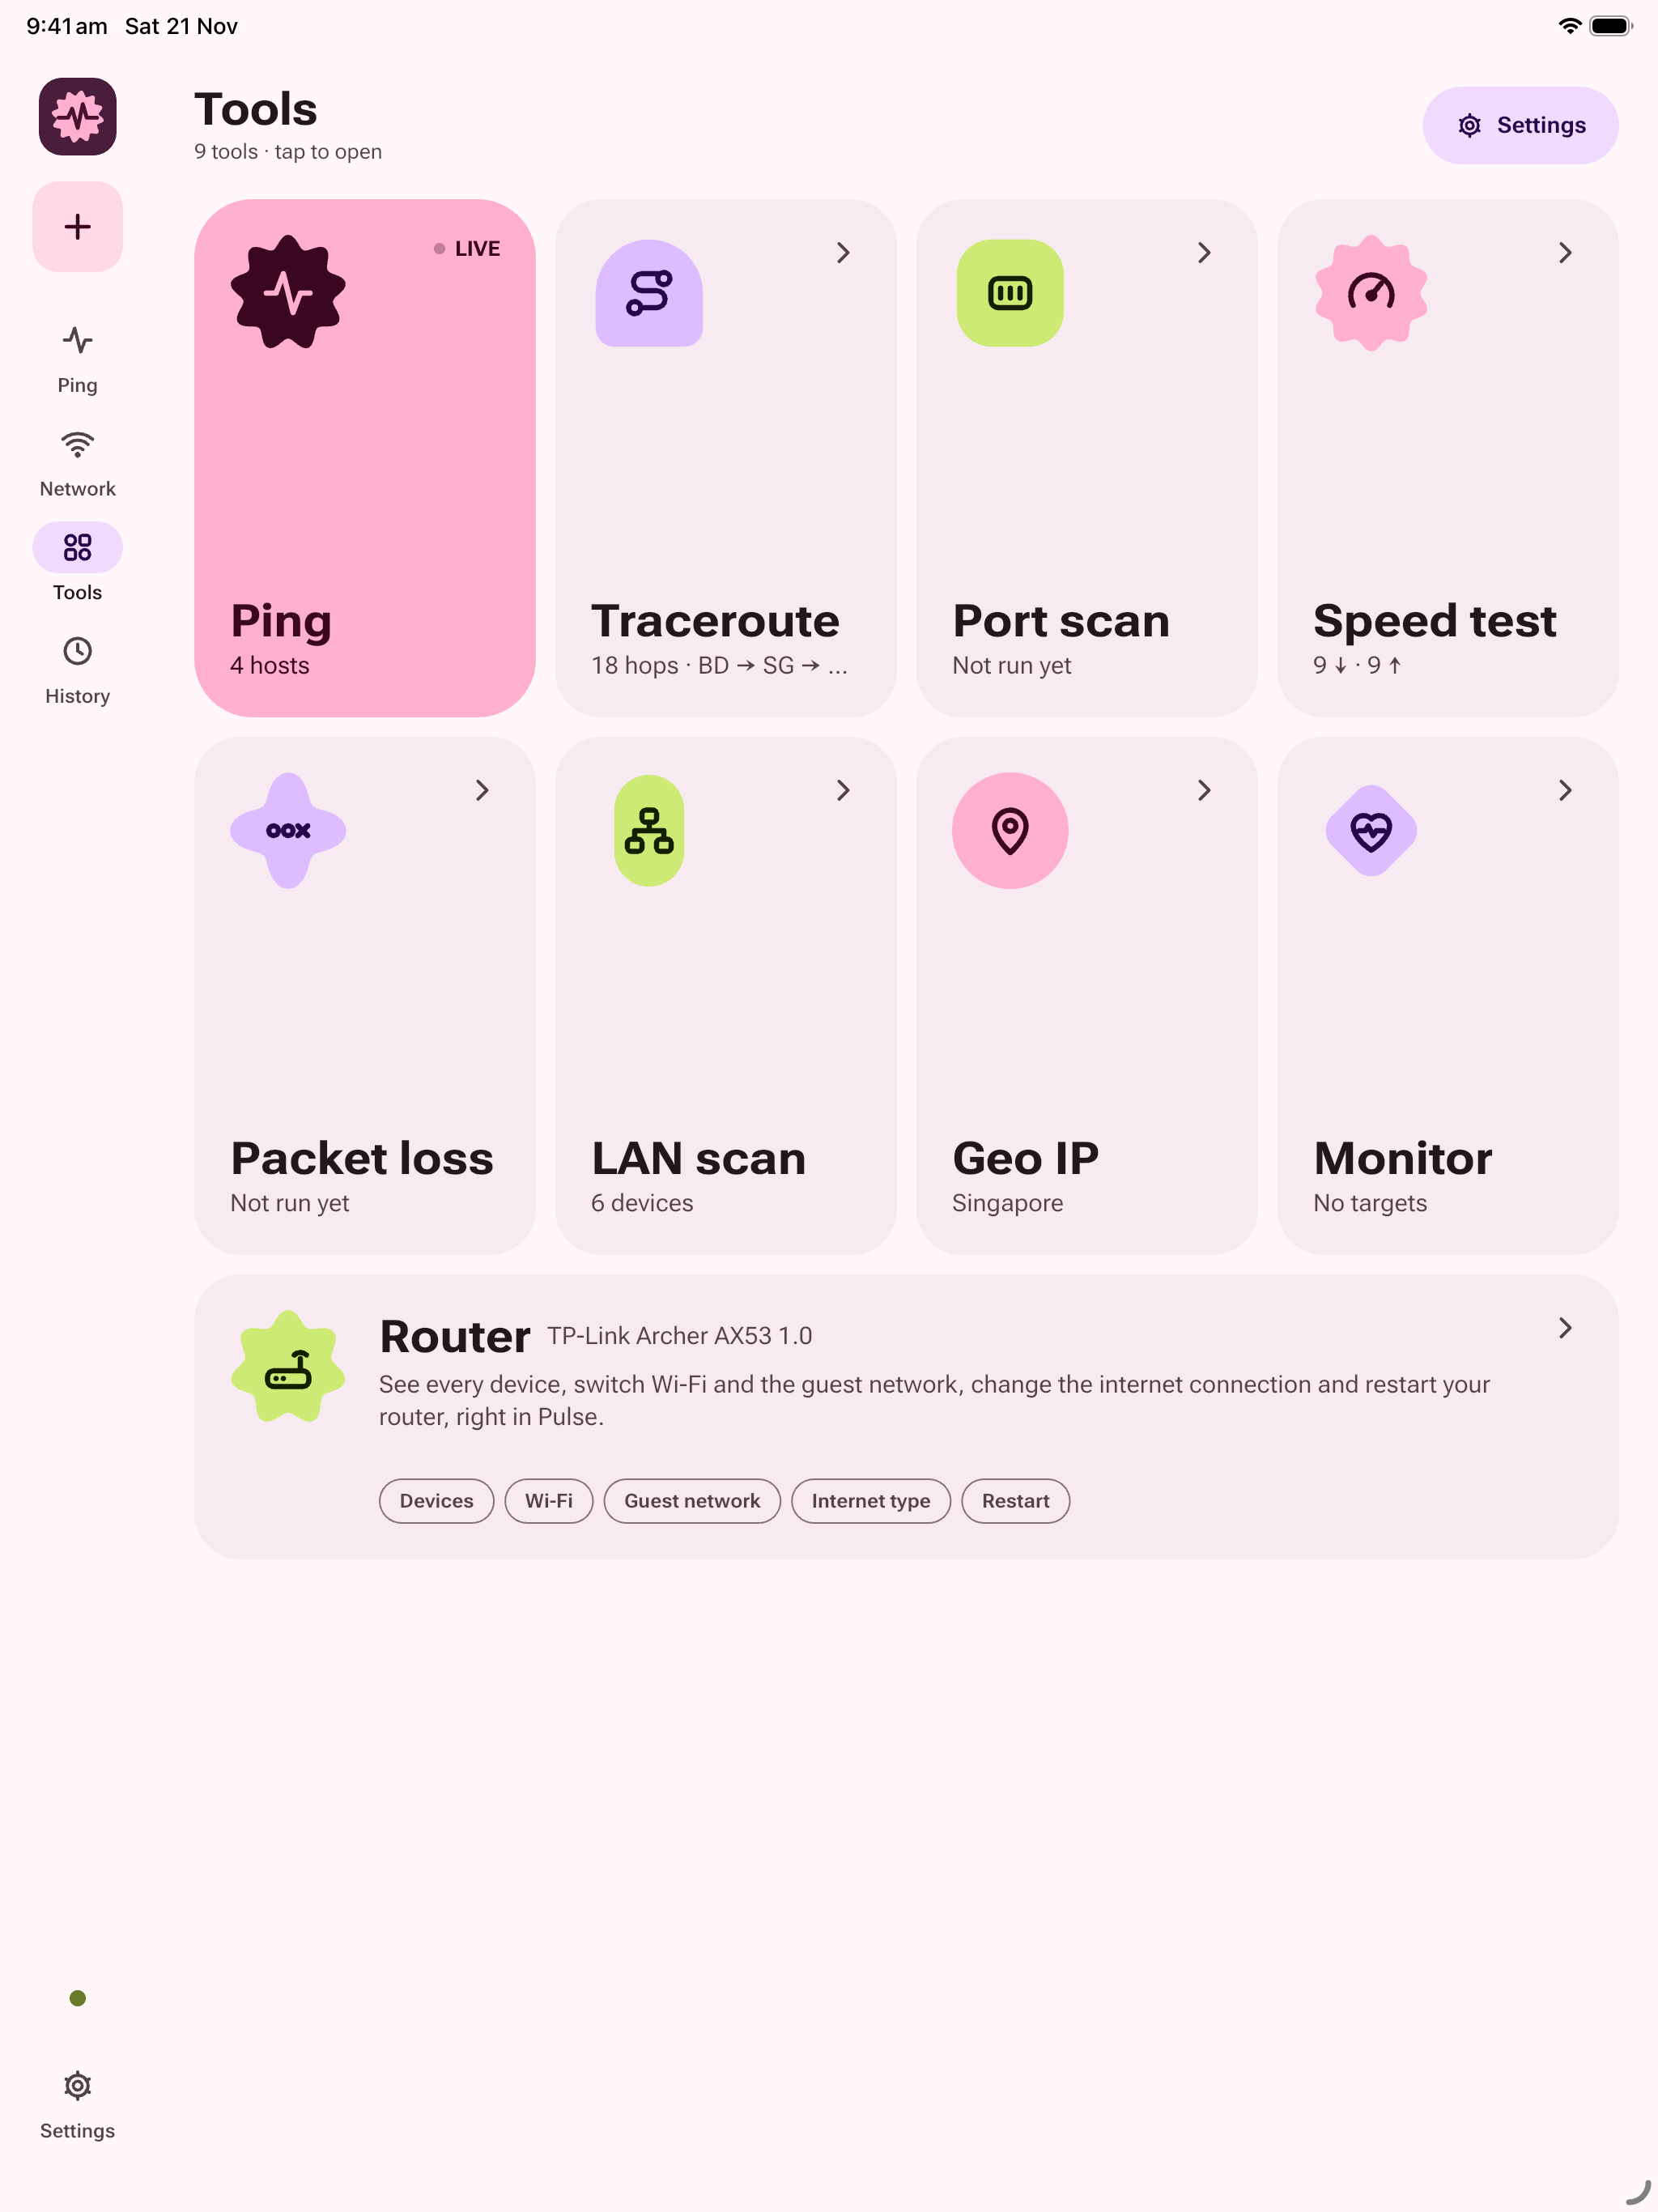 9:41 am Sat 21 Nov
Tools
9 tools · tap to open
Settings
Ping
Network
Tools
History
LIVE
Ping
4 hosts
Traceroute
18 hops · BD → SG → …
Port scan
Not run yet
Speed test
9 ↓ · 9 ↑
Packet loss
Not run yet
LAN scan
6 devices
Geo IP
Singapore
Monitor
No targets
Router TP-Link Archer AX53 1.0
See every device, switch Wi-Fi and the guest network, change the internet connection and restart your
router, right in Pulse.
Devices Wi-Fi Guest network Internet type Restart
Settings